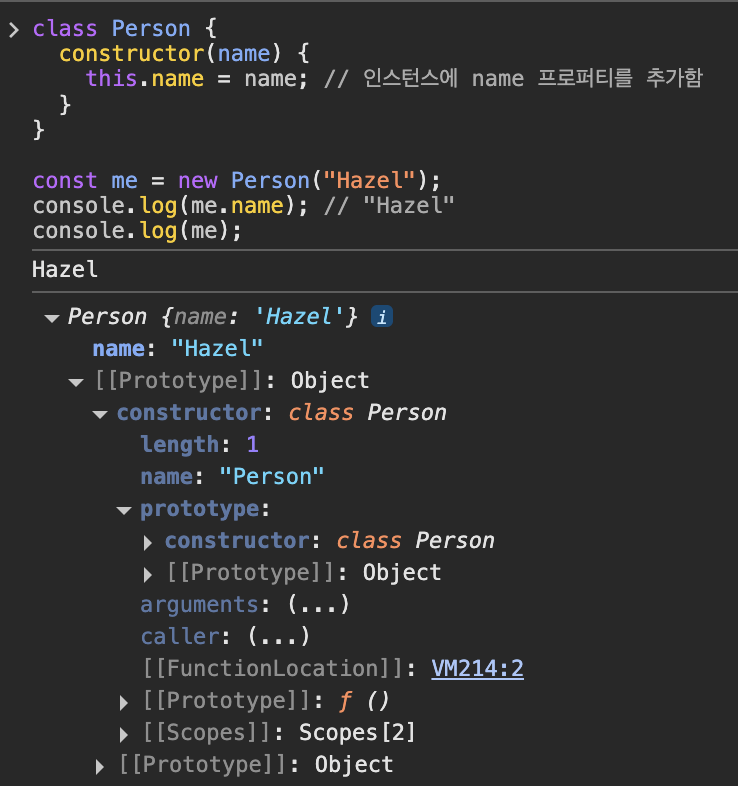 class Person {
  constructor(name) {
    this.name = name; // 인스턴스에 name 프로퍼티를 추가함
  }
}

const me = new Person("Hazel");
console.log(me.name); // "Hazel"
console.log(me);
Hazel
Person {name: 'Hazel'} i
name: "Hazel"
[[Prototype]]: Object
constructor: class Person
length: 1
name: "Person"
prototype:
constructor: class Person
[[Prototype]]: Object
arguments: (...)
caller: (...)
[[FunctionLocation]]: VM214:2
[[Prototype]]: ƒ ()
[[Scopes]]: Scopes[2]
[[Prototype]]: Object